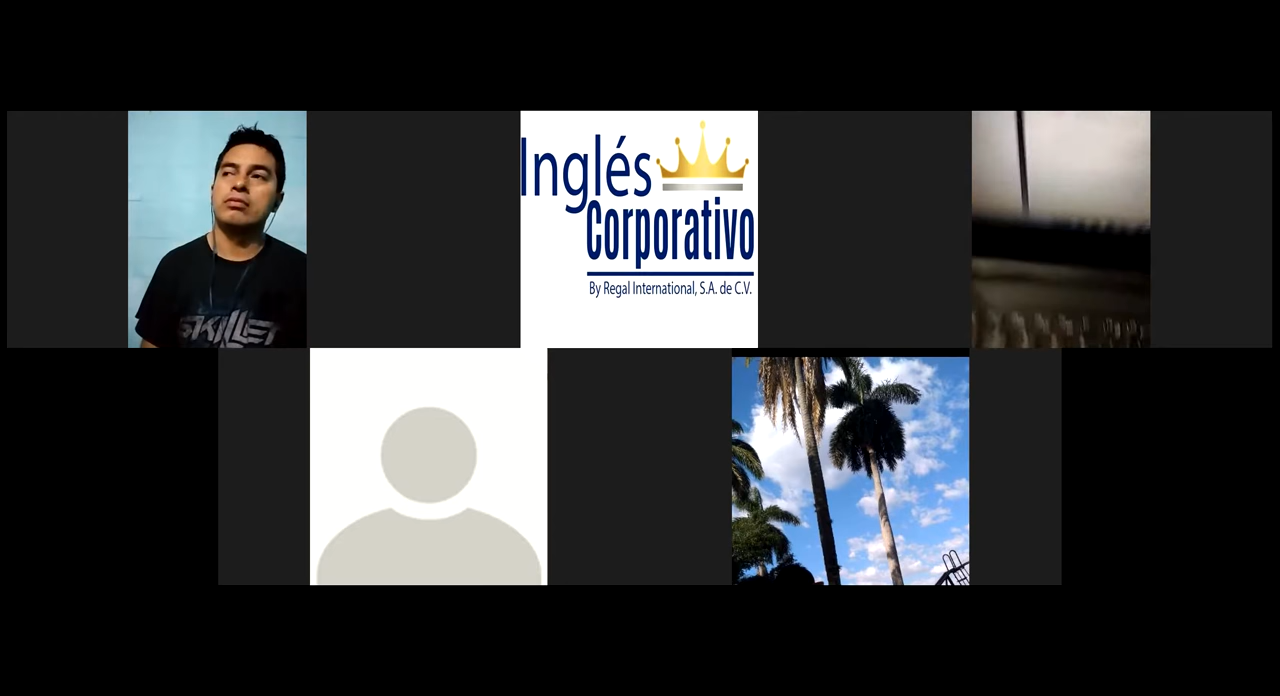 Inglés
Corporativo
By Regal International, S.A. de C.V.
SKILLET